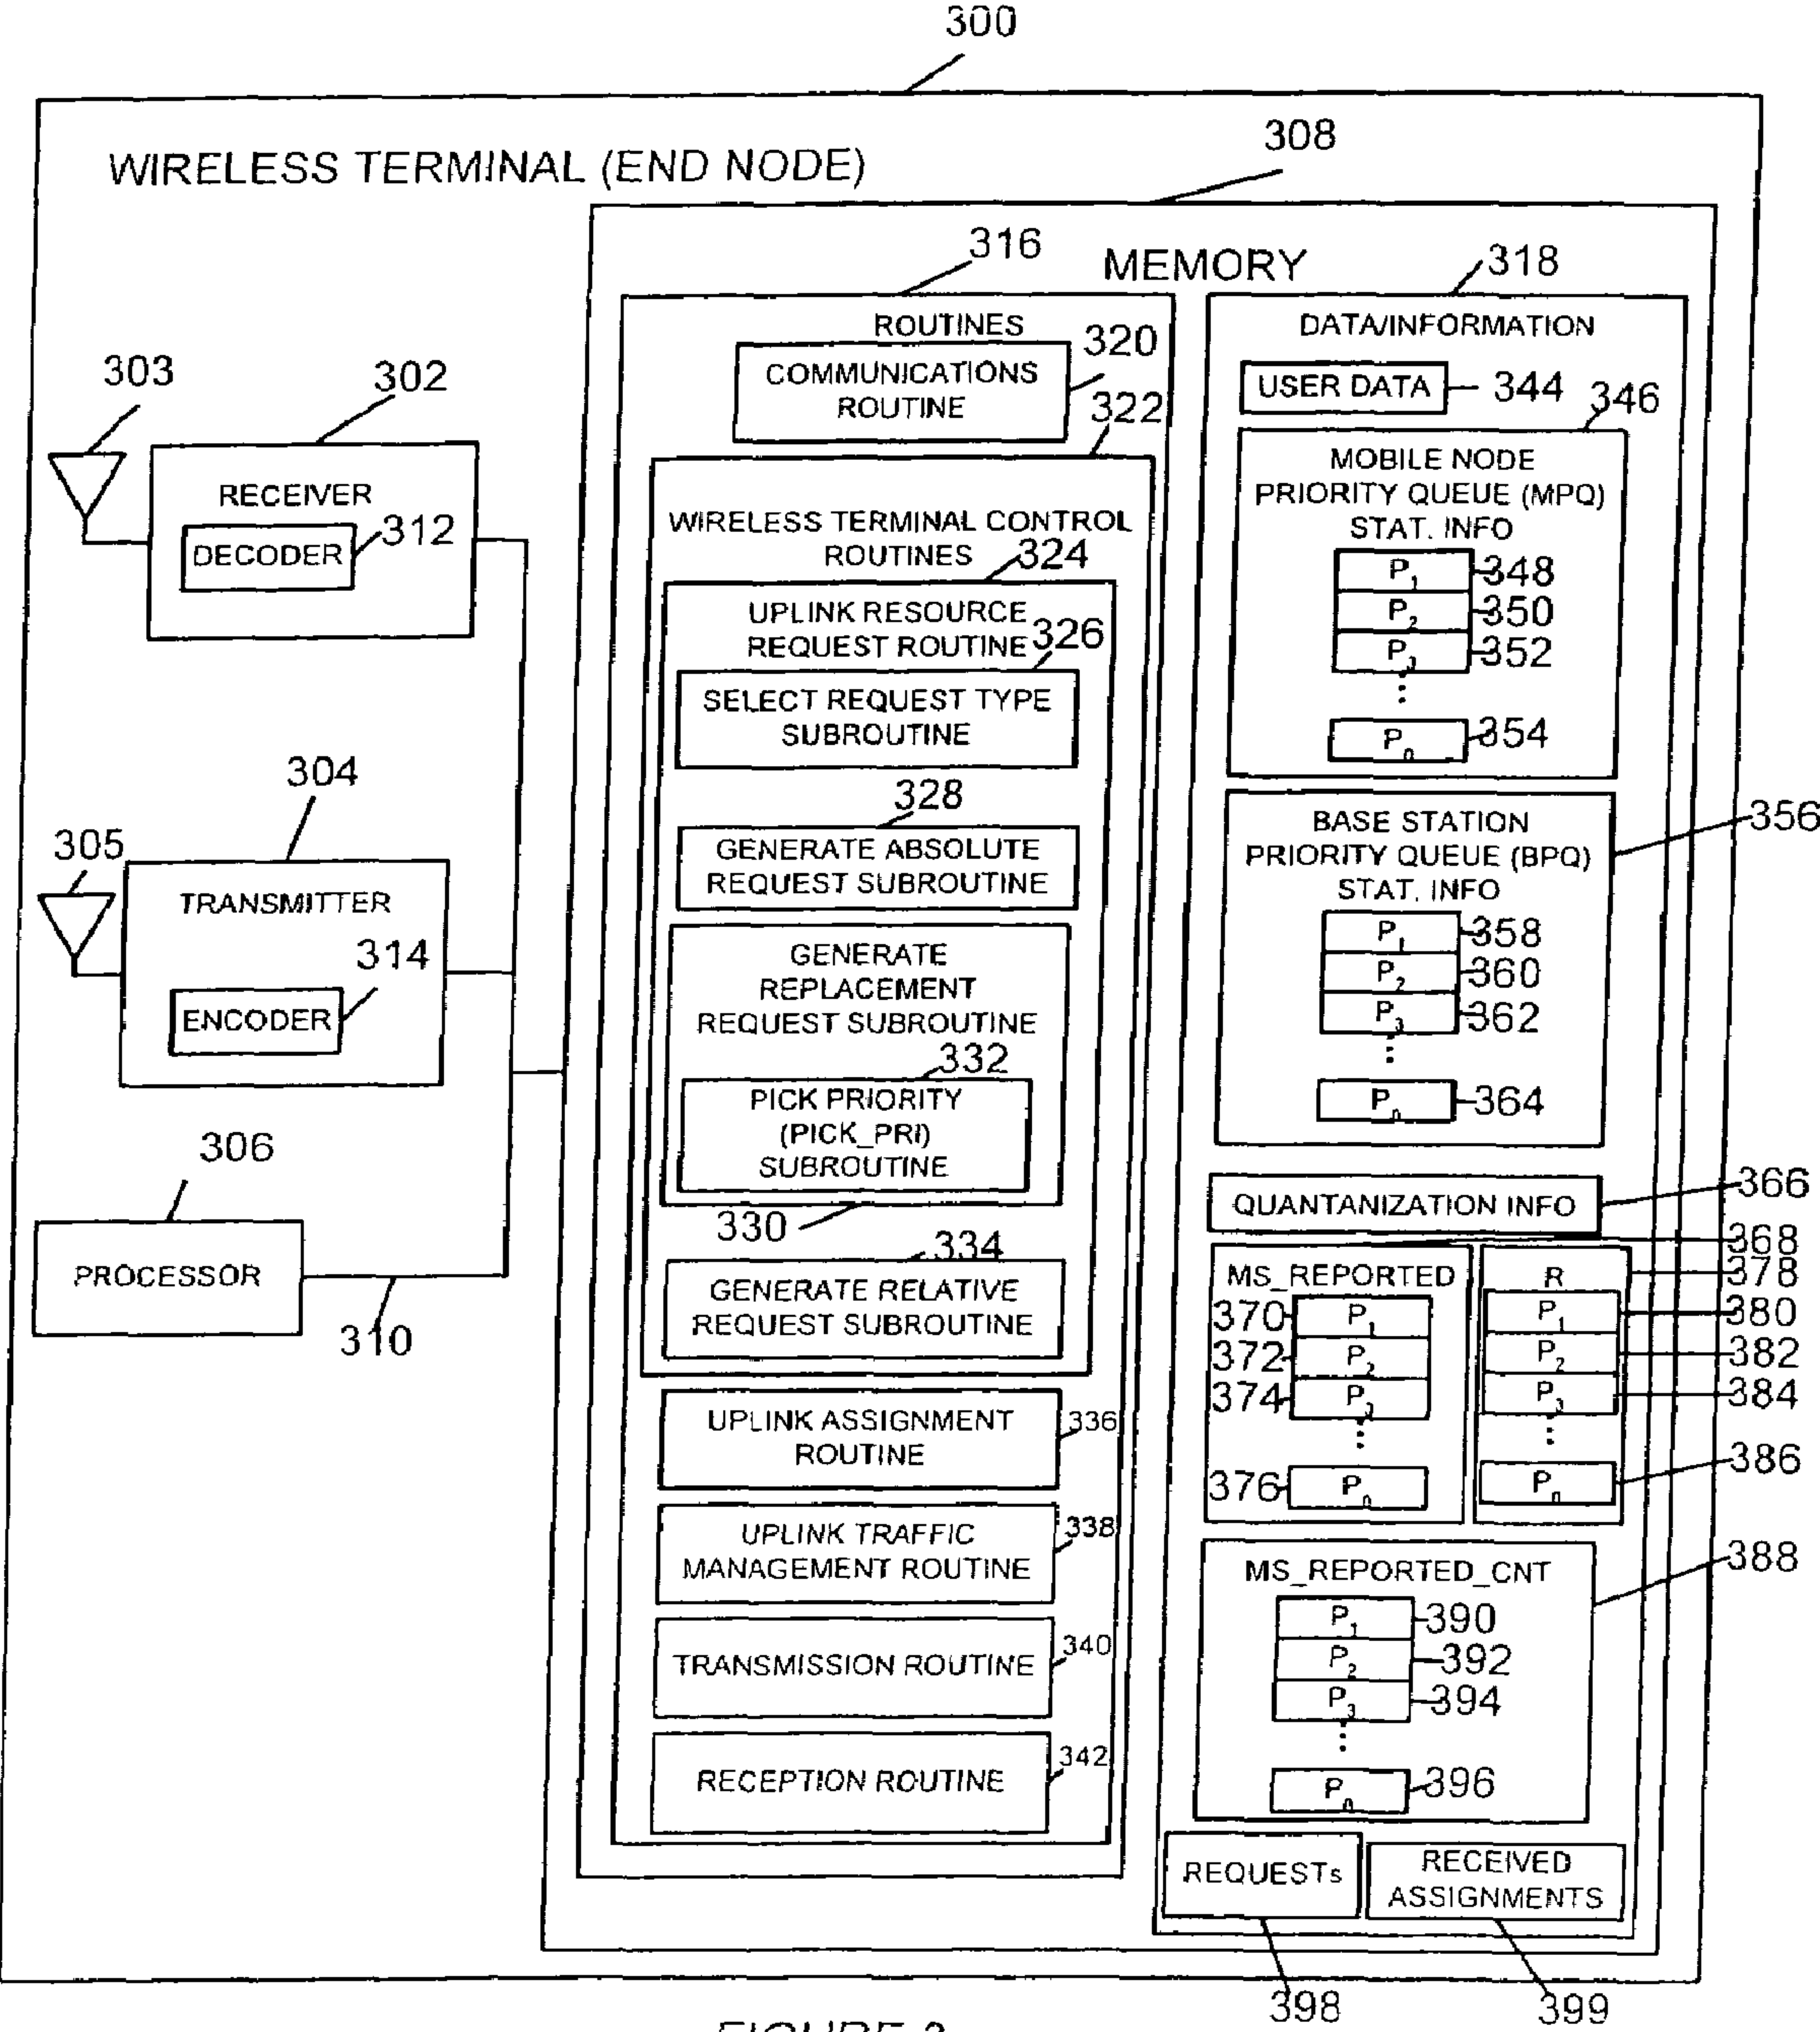 300
308
WIRELESS TERMINAL (END NODE)
316
MEMORY
318
ROUTINES
320
COMMUNICATIONS
ROUTINE
322
DATA/INFORMATION
USER DATA
344
346
303
302
RECEIVER
DECODER
312
WIRELESS TERMINAL CONTROL
ROUTINES
324
UPLINK RESOURCE
REQUEST ROUTINE
326
SELECT REQUEST TYPE
SUBROUTINE
MOBILE NODE
PRIORITY QUEUE (MPQ)
STAT. INFO
P1
348
P2
350
P3
352
⋮
Pn
354
304
305
TRANSMITTER
314
ENCODER
328
GENERATE ABSOLUTE
REQUEST SUBROUTINE
GENERATE
REPLACEMENT
REQUEST SUBROUTINE
332
PICK PRIORITY
(PICK_PRI)
SUBROUTINE
330
356
BASE STATION
PRIORITY QUEUE (BPQ)
STAT. INFO
P1
358
P2
360
P3
362
⋮
Pn
364
306
PROCESSOR
310
334
GENERATE RELATIVE
REQUEST SUBROUTINE
366
QUANTANIZATION INFO
368
MS_REPORTED
370
P1
372
P2
374
P3
⋮
376
Pn
378
R
P1
380
P2
382
P3
384
⋮
Pn
386
UPLINK ASSIGNMENT
ROUTINE
336
UPLINK TRAFFIC
MANAGEMENT ROUTINE
338
TRANSMISSION ROUTINE
340
RECEPTION ROUTINE
342
388
MS_REPORTED_CNT
P1
390
P2
392
P3
394
⋮
Pn
396
REQUESTs
RECEIVED
ASSIGNMENTS
398
399
FIGURE 3